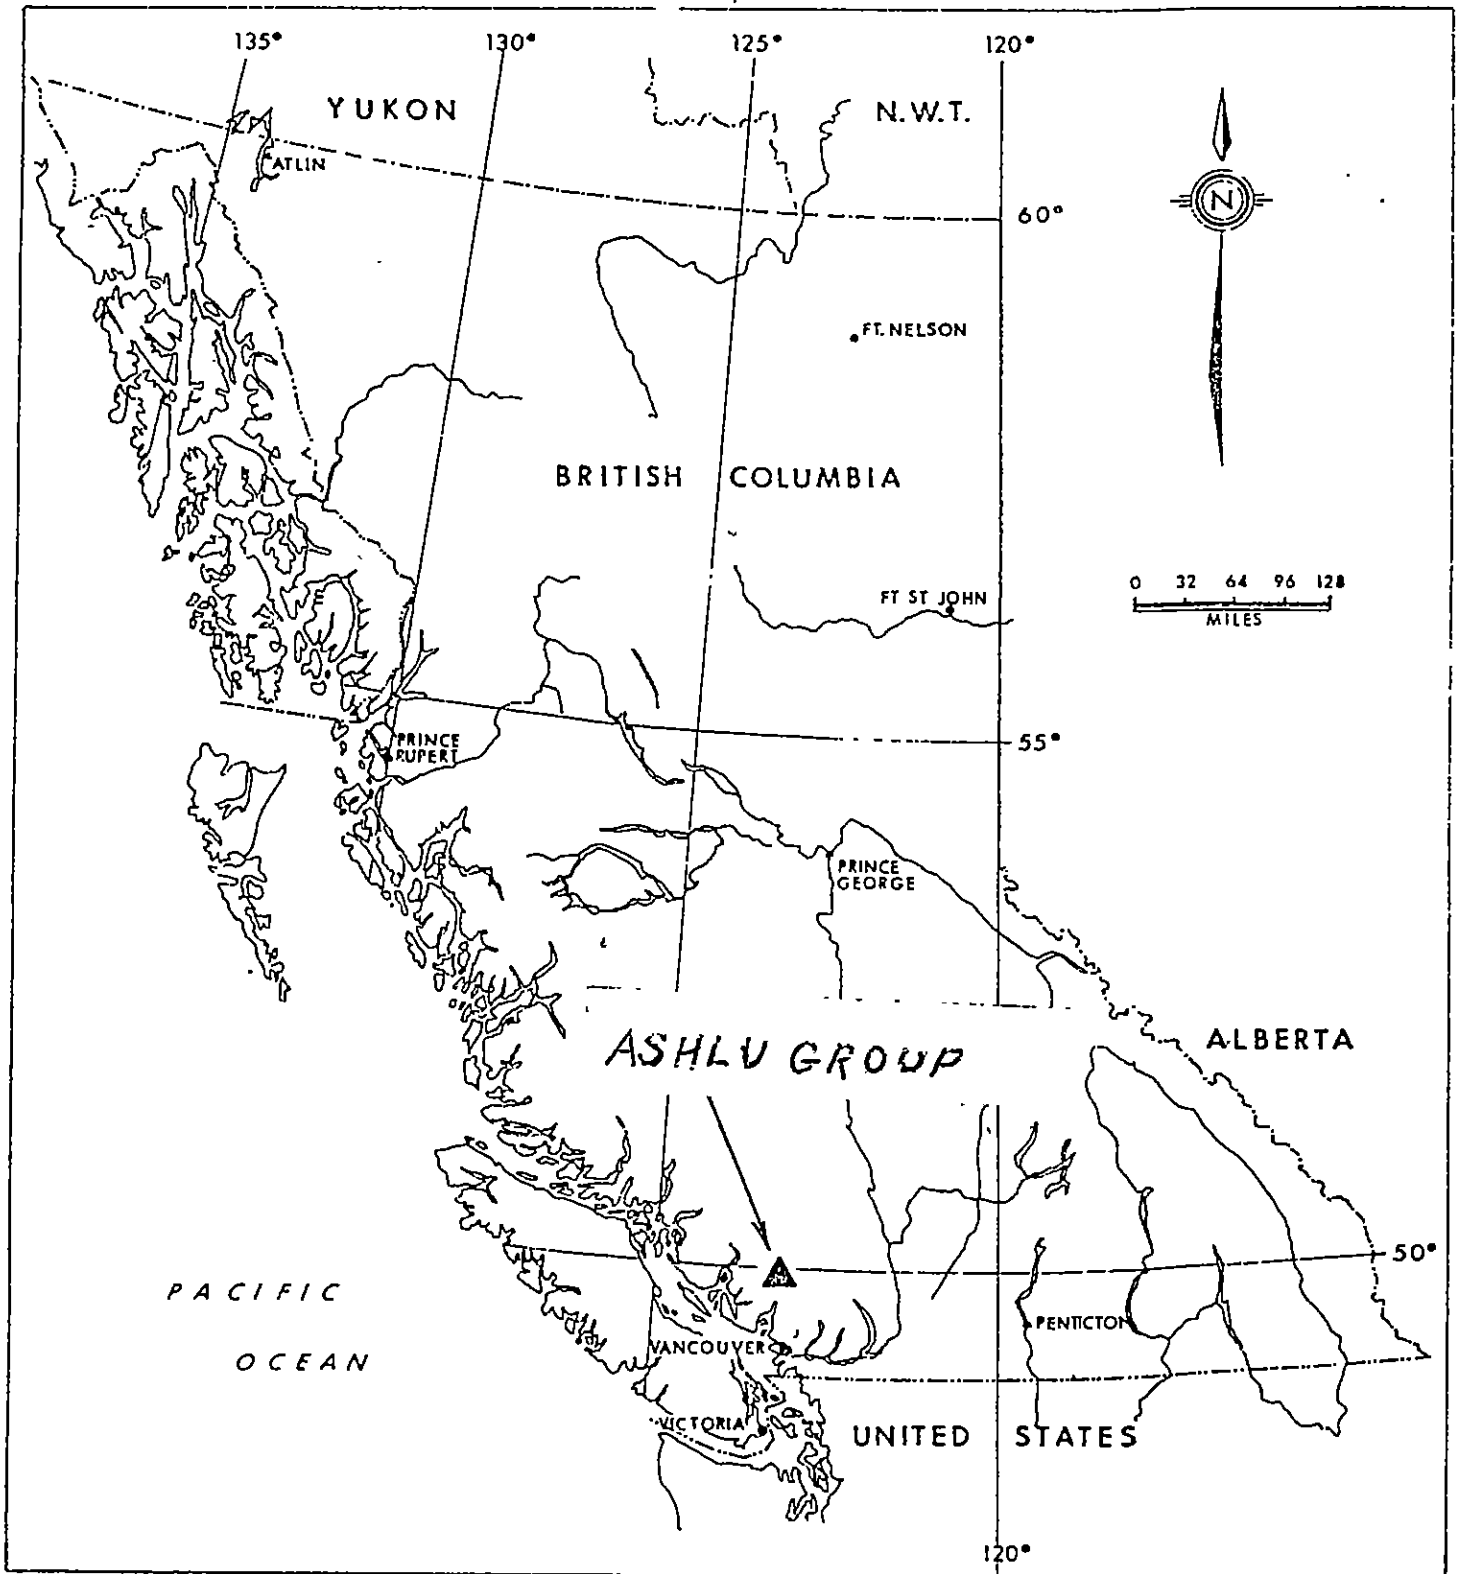 135° 130° 125° 120°
YUKON N.W.T.
ATLIN
N
60°
FT. NELSON
BRITISH COLUMBIA
0 32 64 96 128
MILES
FT ST JOHN
55°
PRINCE
RUPERT
PRINCE
GEORGE
ASHLU GROUP
ALBERTA
50°
PACIFIC
OCEAN
PENTICTON
VANCOUVER
VICTORIA
UNITED STATES
120°